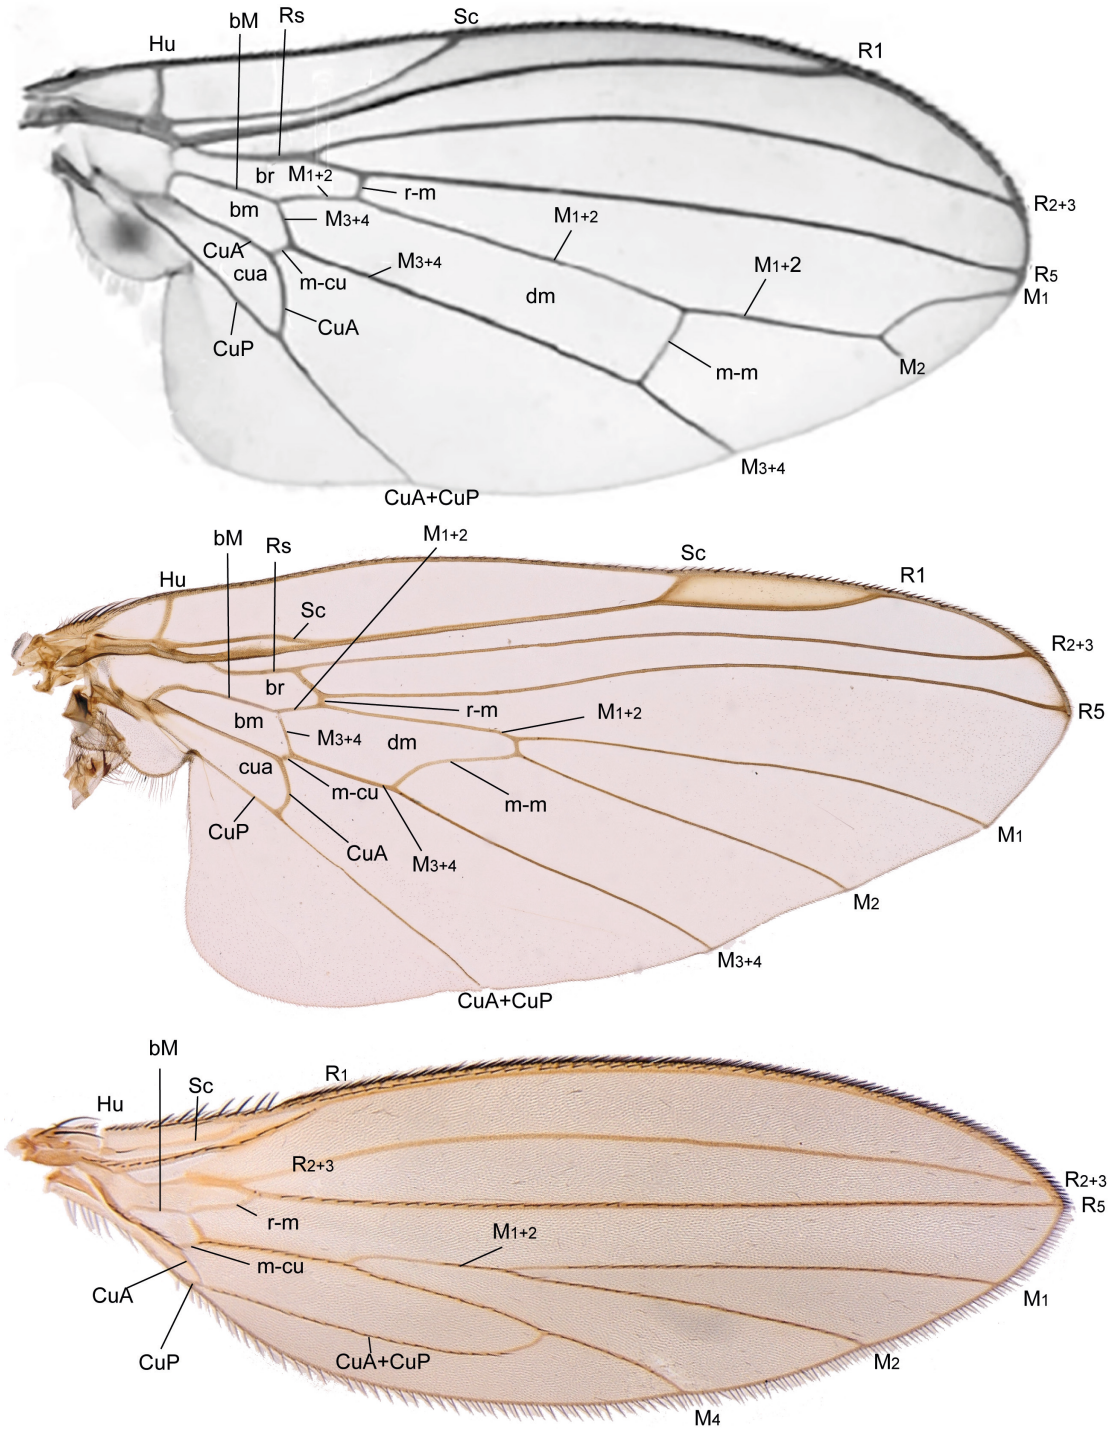 Sc
Rs
bM
Hu
R1
br
M1+2
r-m
bm
M3+4
R2+3
M1+2
CuA
M3+4
M1+2
cua
m-cu
R5
M1
dm
CuA
CuP
m-m
M2
M3+4
CuA+CuP
M1+2
bM
Rs
Sc
Hu
R1
Sc
R2+3
br
r-m
M1+2
R5
bm
M3+4
dm
cua
m-cu
m-m
CuP
CuA
M3+4
M1
M2
M3+4
CuA+CuP
bM
R1
Sc
Hu
R2+3
R2+3
R5
r-m
M1+2
m-cu
CuA
M1
CuP
CuA+CuP
M2
M4